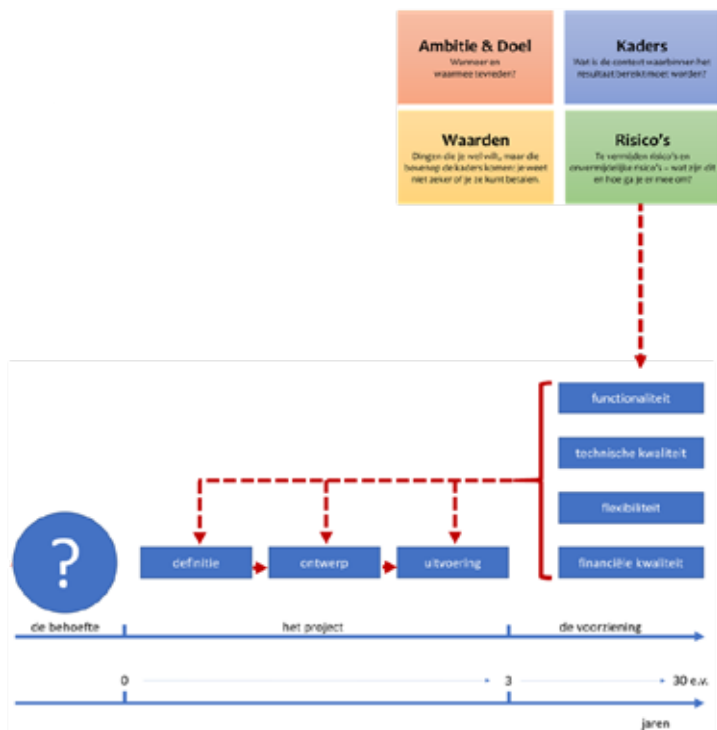 Ambitie & Doel
Wanneer en
waarmee tevreden?
Kaders
Wat is de context waarbinnen het
resultaat bereikt moet worden?
Waarden
Dingen die je wel wilt, maar die
bovenop de kaders komen: je weet
niet zeker of je ze kunt betalen.
Risico's
Te vermijden risico's en
onvermijdelijke risico's – wat zijn dit
en hoe ga je er mee om?
functionaliteit
technische kwaliteit
flexibiliteit
financiële kwaliteit
?
definitie
ontwerp
uitvoering
de behoefte
het project
de voorziening
0
3
30 e.v.
jaren